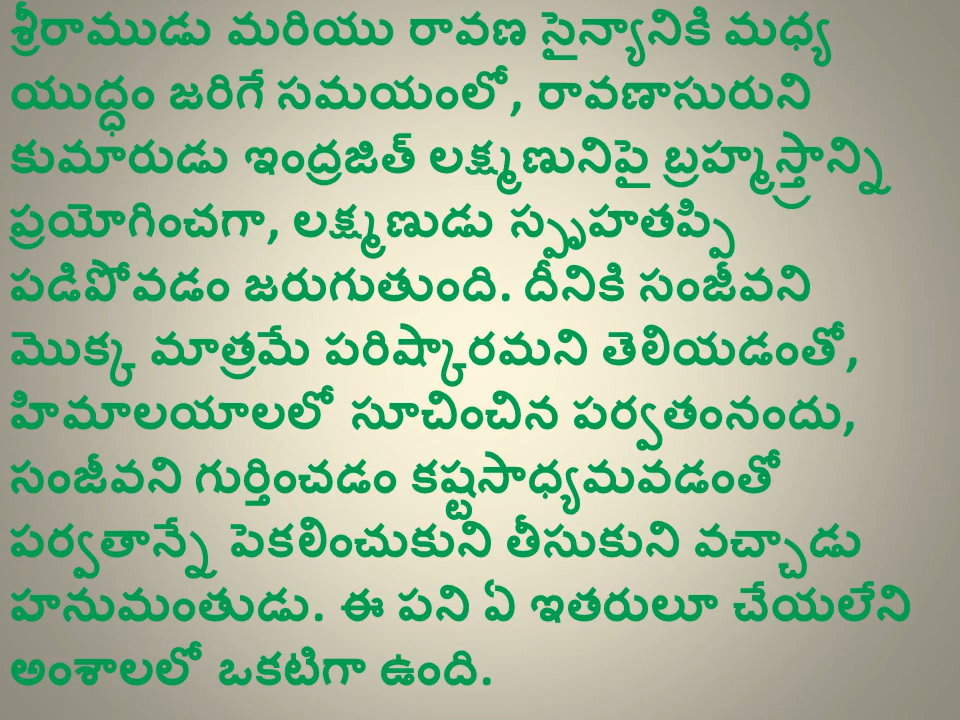 శ్రీరాముడు మరియు రావణ సైన్యానికి మధ్య
యుద్ధం జరిగే సమయంలో, రావణాసురుని
కుమారుడు ఇంద్రజిత్ లక్ష్మణునిపై బ్రహ్మస్త్రాన్ని
ప్రయోగించగా, లక్ష్మణుడు స్పృహతప్పి
పడిపోవడం జరుగుతుంది. దీనికి సంజీవని
మొక్క మాత్రమే పరిష్కారమని తెలియడంతో,
హిమాలయాలలో సూచించిన పర్వతంనందు,
సంజీవని గుర్తించడం కష్టసాధ్యమవడంతో
పర్వతాన్నే పెకలించుకుని తీసుకుని వచ్చాడు
హనుమంతుడు. ఈ పని ఏ ఇతరులూ చేయలేని
అంశాలలో ఒకటిగా ఉంది.